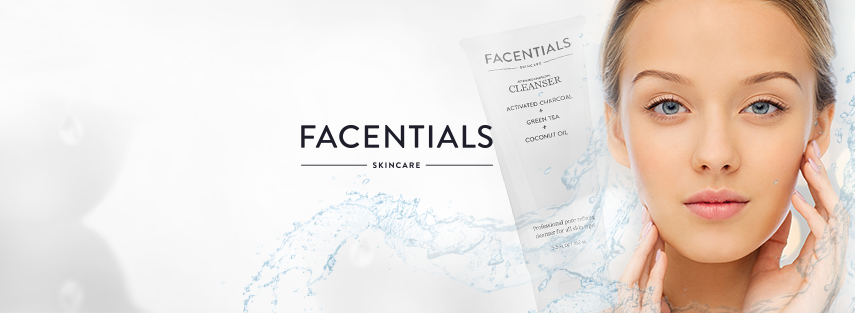 FACENTIALS
SKINCARE
FACENTIALS
SKINCARE
CLEANSER
ACTIVATED CHARCOAL
+
GREEN TEA
+
COCONUT OIL
Professional pore refining
cleanser for all skin types